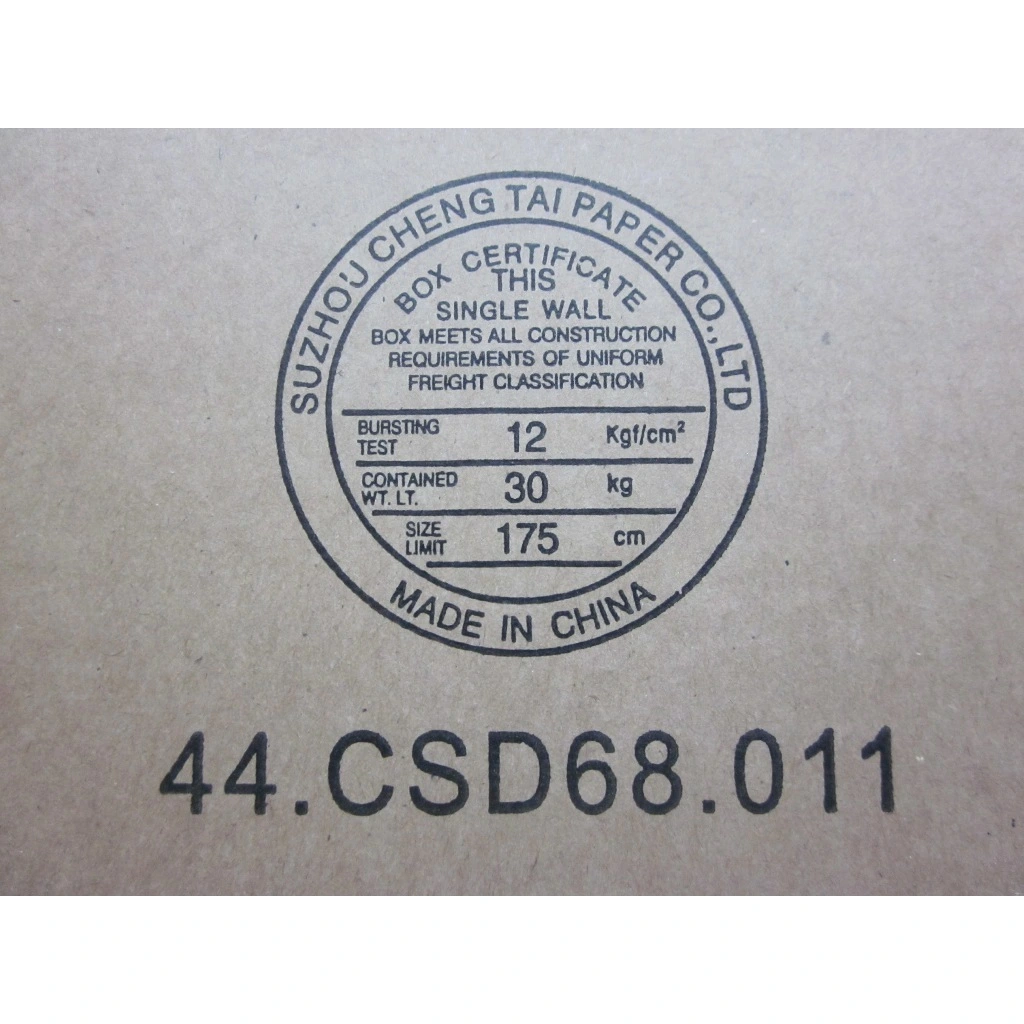 SUZHOU CHENG TAI PAPER CO.,LTD
BOX CERTIFICATE
THIS
SINGLE WALL
BOX MEETS ALL CONSTRUCTION
REQUIREMENTS OF UNIFORM
FREIGHT CLASSIFICATION
BURSTING TEST 12 Kgf/cm²
CONTAINED WT. LT. 30 kg
SIZE LIMIT 175 cm
MADE IN CHINA
44.CSD68.011